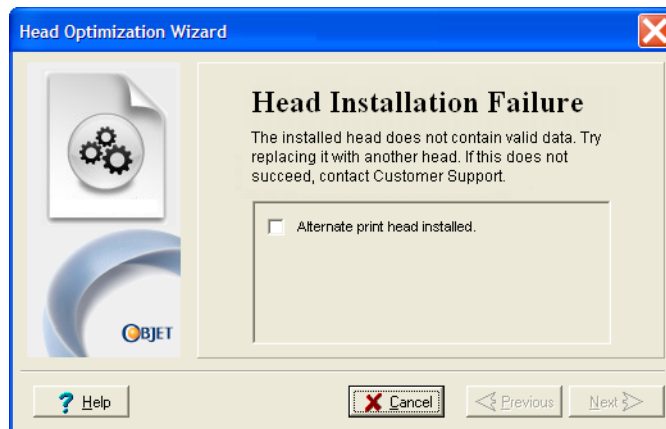 Head Optimization Wizard
Head Installation Failure
The installed head does not contain valid data. Try
replacing it with another head. If this does not
succeed, contact Customer Support.
Alternate print head installed.
OBJET
? Help
Cancel
Previous
Next